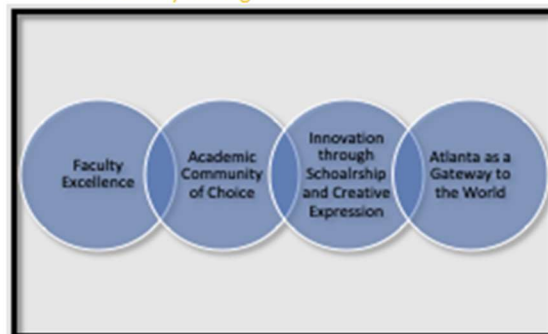 Faculty
Excellence
Academic
Community
of Choice
Innovation
through
Schoalrship
and Creative
Expression
Atlanta as a
Gateway to
the World